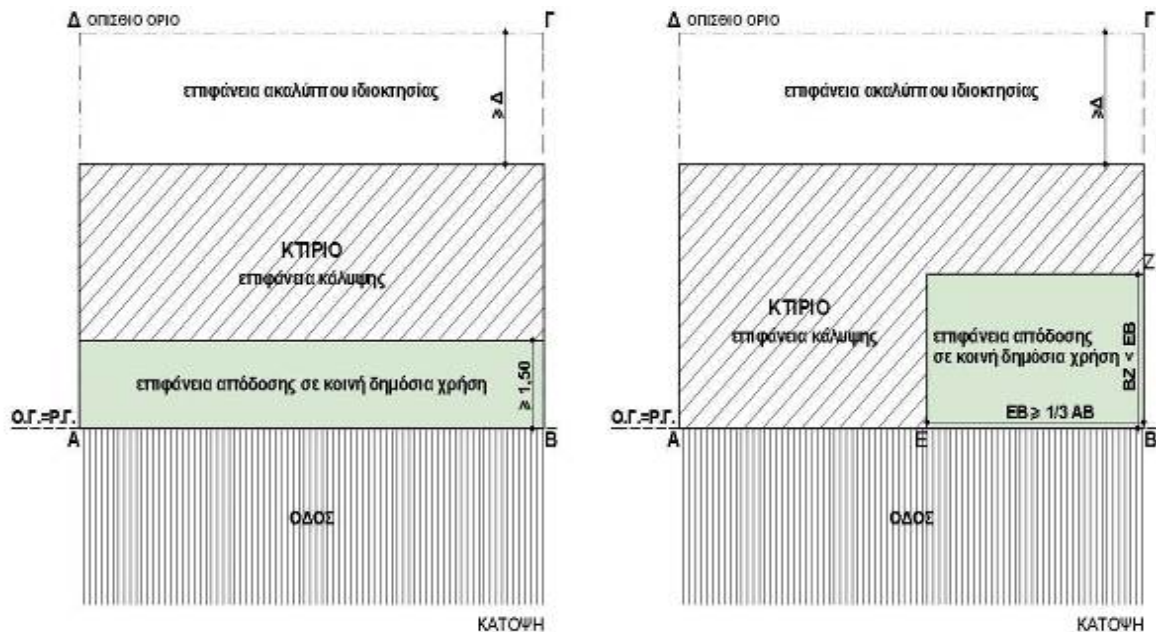 Δ ΟΠΙΣΘΙΟ ΟΡΙΟ Γ
επιφάνεια ακαλύπτου ιδιοκτησίας
≥ Δ
ΚΤΙΡΙΟ
επιφάνεια κάλυψης
επιφάνεια απόδοσης σε κοινή δημόσια χρήση
≥ 1,50
Ο.Γ.=Ρ.Γ.
Α Β
ΟΔΟΣ
ΚΑΤΟΨΗ
Δ ΟΠΙΣΘΙΟ ΟΡΙΟ Γ
επιφάνεια ακαλύπτου ιδιοκτησίας
≥Δ
Ζ
ΚΤΙΡΙΟ
επιφάνεια κάλυψης
επιφάνεια απόδοσης
σε κοινή δημόσια χρήση
ΒΖ < ΕΒ
ΕΒ ≥ 1/3 ΑΒ
Ο.Γ.=Ρ.Γ.
Α Ε Β
ΟΔΟΣ
ΚΑΤΟΨΗ